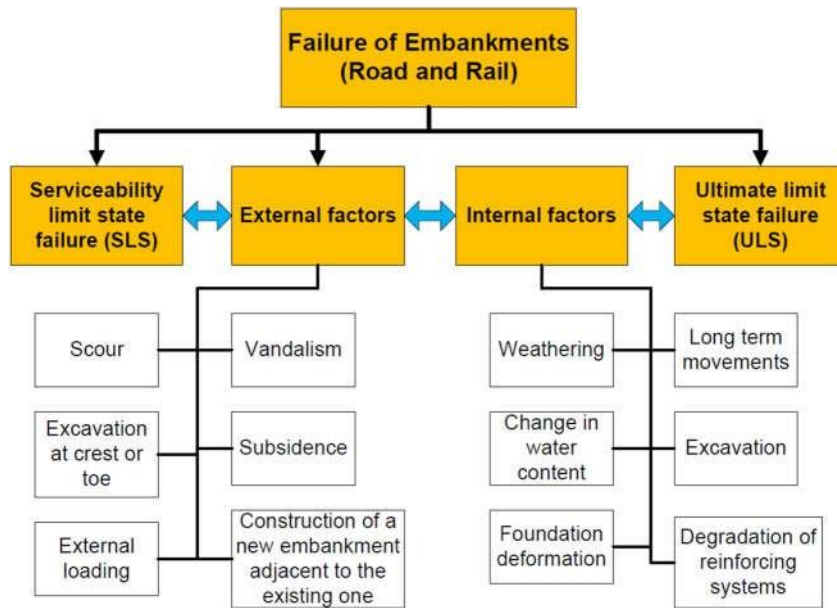 Failure of Embankments
(Road and Rail)
Serviceability
limit state
failure (SLS)
External factors
Internal factors
Ultimate limit
state failure
(ULS)
Scour
Vandalism
Weathering
Long term
movements
Excavation
at crest or
toe
Subsidence
Change in
water
content
Excavation
External
loading
Construction of a
new embankment
adjacent to the
existing one
Foundation
deformation
Degradation of
reinforcing
systems